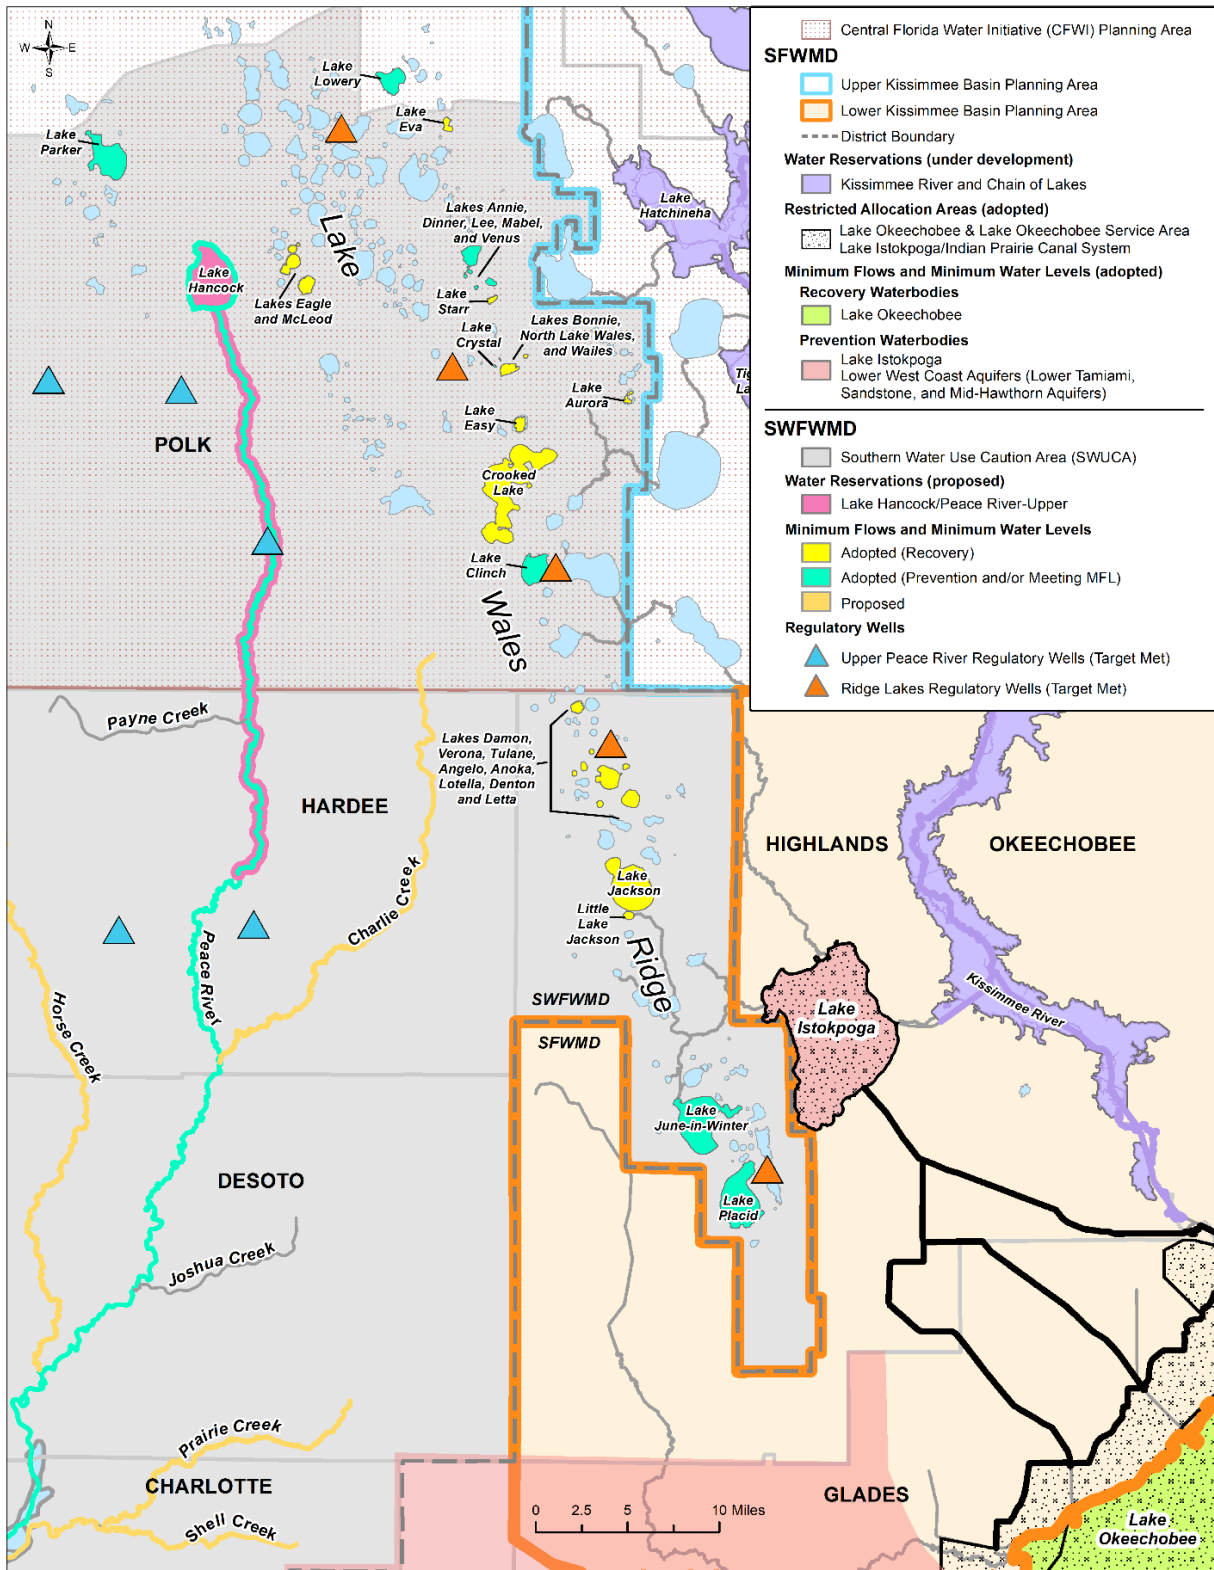 N
W E
S
Lake
Lowery
Lake
Eva
Lake
Parker
Lake
Hatchineha
Lakes Annie,
Dinner, Lee, Mabel,
and Venus
Lake
Lake
Hancock
Lakes Eagle
and McLeod
Lake
Starr
Lake
Crystal
Lakes Bonnie,
North Lake Wales,
and Wailes
Lake
Aurora
Lake
Easy
POLK
Crooked
Lake
Lake
Clinch
Wales
Payne Creek
Lakes Damon,
Verona, Tulane,
Angelo, Anoka,
Lotella, Denton
and Letta
HARDEE
HIGHLANDS
OKEECHOBEE
Charlie Creek
Lake
Jackson
Little
Lake
Jackson
Peace River
Ridge
Horse Creek
Kissimmee River
Lake
Istokpoga
SWFWMD
SFWMD
Lake
June-in-Winter
DESOTO
Lake
Placid
Joshua Creek
Prairie Creek
CHARLOTTE
Shell Creek
GLADES
0 2.5 5 10 Miles
Lake
Okeechobee
Central Florida Water Initiative (CFWI) Planning Area
SFWMD
Upper Kissimmee Basin Planning Area
Lower Kissimmee Basin Planning Area
District Boundary
Water Reservations (under development)
Kissimmee River and Chain of Lakes
Restricted Allocation Areas (adopted)
Lake Okeechobee & Lake Okeechobee Service Area
Lake Istokpoga/Indian Prairie Canal System
Minimum Flows and Minimum Water Levels (adopted)
Recovery Waterbodies
Lake Okeechobee
Prevention Waterbodies
Lake Istokpoga
Lower West Coast Aquifers (Lower Tamiami,
Sandstone, and Mid-Hawthorn Aquifers)
SWFWMD
Southern Water Use Caution Area (SWUCA)
Water Reservations (proposed)
Lake Hancock/Peace River-Upper
Minimum Flows and Minimum Water Levels
Adopted (Recovery)
Adopted (Prevention and/or Meeting MFL)
Proposed
Regulatory Wells
Upper Peace River Regulatory Wells (Target Met)
Ridge Lakes Regulatory Wells (Target Met)